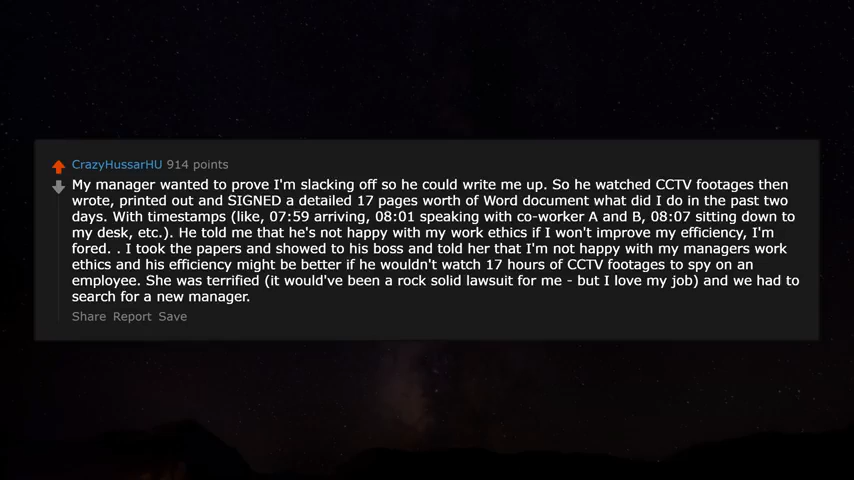 CrazyHussarHU 914 points
My manager wanted to prove I'm slacking off so he could write me up. So he watched CCTV footages then
wrote, printed out and SIGNED a detailed 17 pages worth of Word document what did I do in the past two
days. With timestamps (like, 07:59 arriving, 08:01 speaking with co-worker A and B, 08:07 sitting down to
my desk, etc.). He told me that he's not happy with my work ethics if I won't improve my efficiency, I'm
fored. . I took the papers and showed to his boss and told her that I'm not happy with my managers work
ethics and his efficiency might be better if he wouldn't watch 17 hours of CCTV footages to spy on an
employee. She was terrified (it would've been a rock solid lawsuit for me - but I love my job) and we had to
search for a new manager.
Share Report Save